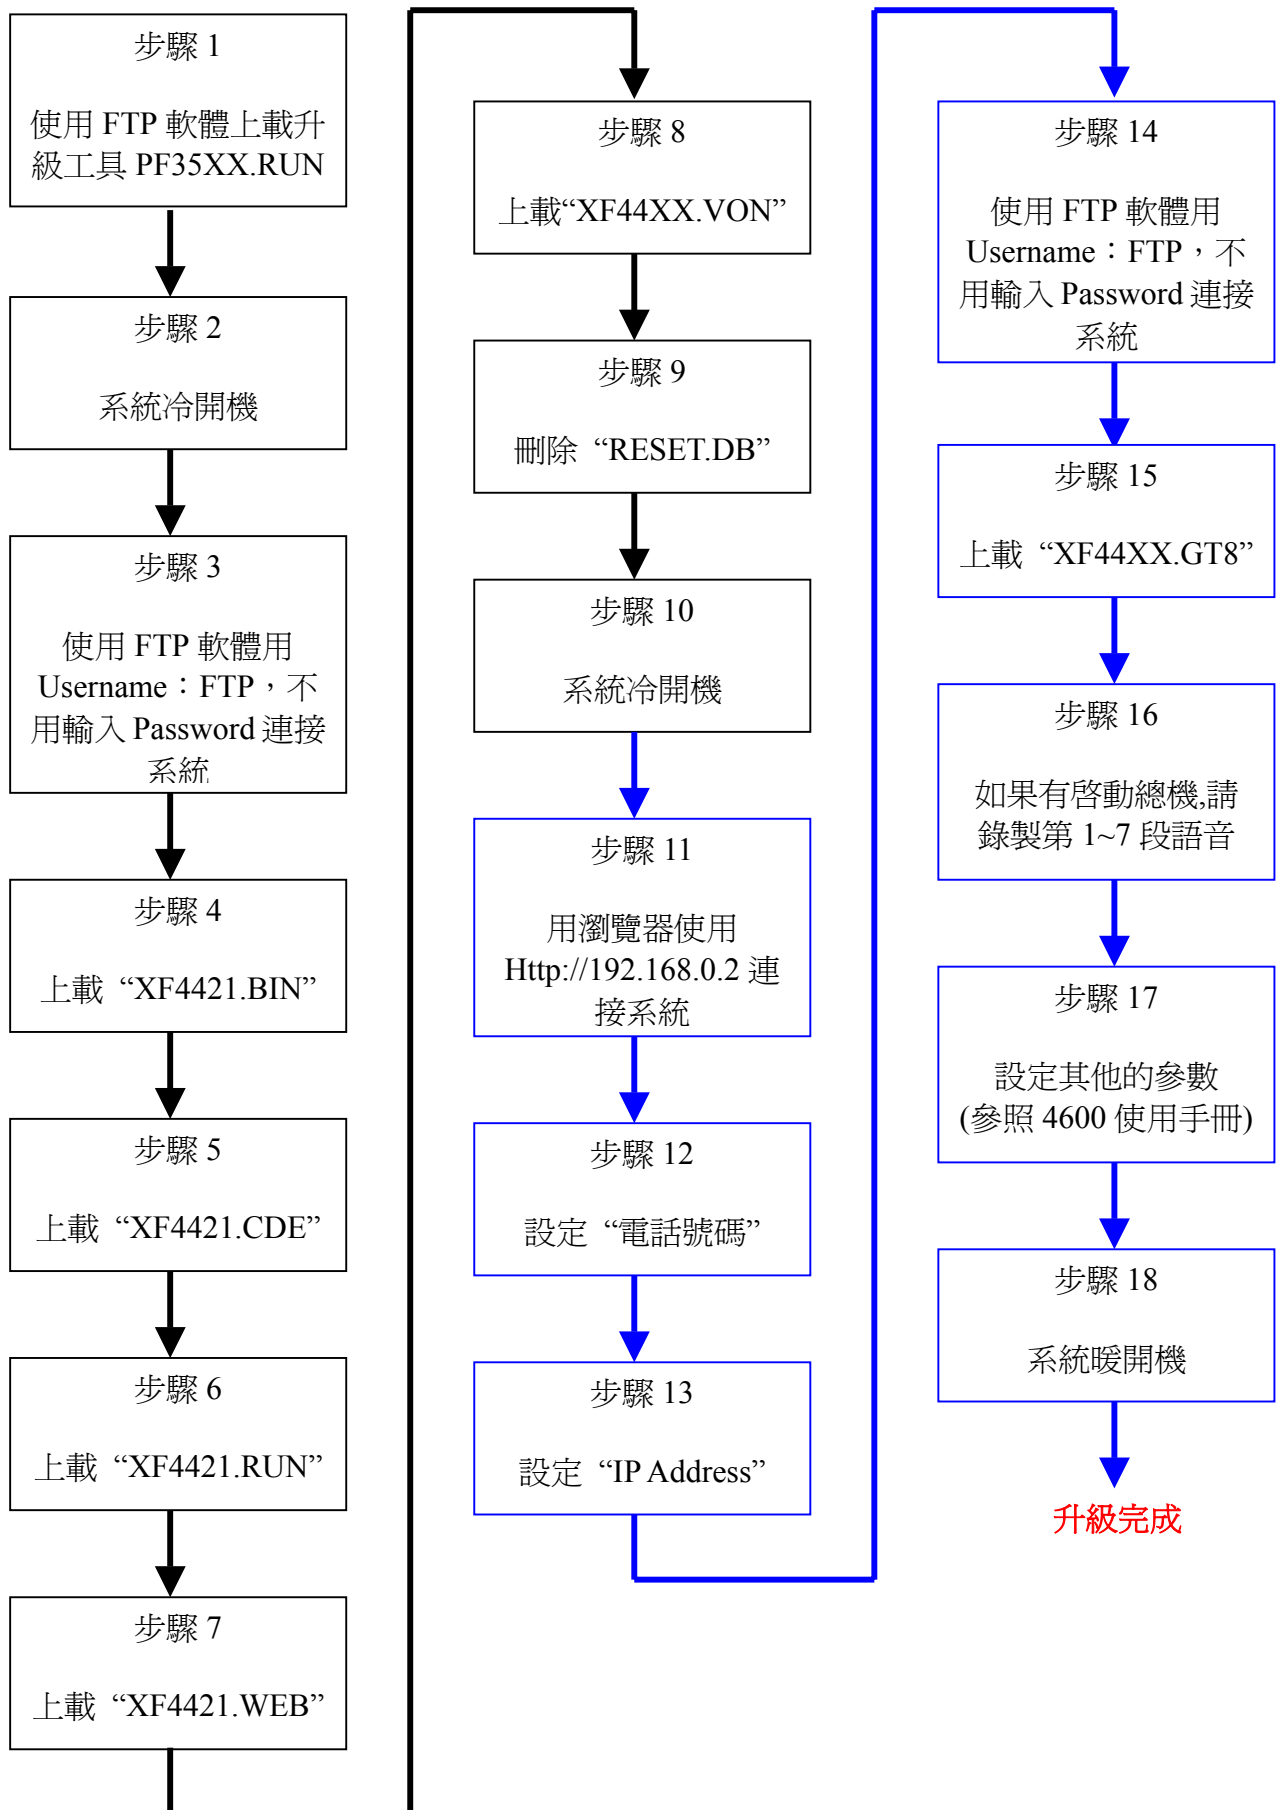 步驟 1
使用 FTP 軟體上載升
級工具 PF35XX.RUN
步驟 2
系統冷開機
步驟 3
使用 FTP 軟體用
Username：FTP，不
用輸入 Password 連接
系統
步驟 4
上載 “XF4421.BIN”
步驟 5
上載 “XF4421.CDE”
步驟 6
上載 “XF4421.RUN”
步驟 7
上載 “XF4421.WEB”
步驟 8
上載“XF44XX.VON”
步驟 9
刪除 “RESET.DB”
步驟 10
系統冷開機
步驟 11
用瀏覽器使用
Http://192.168.0.2 連
接系統
步驟 12
設定 “電話號碼”
步驟 13
設定 “IP Address”
步驟 14
使用 FTP 軟體用
Username：FTP，不
用輸入 Password 連接
系統
步驟 15
上載 “XF44XX.GT8”
步驟 16
如果有啓動總機,請
錄製第 1~7 段語音
步驟 17
設定其他的參數
(參照 4600 使用手冊)
步驟 18
系統暖開機
升級完成